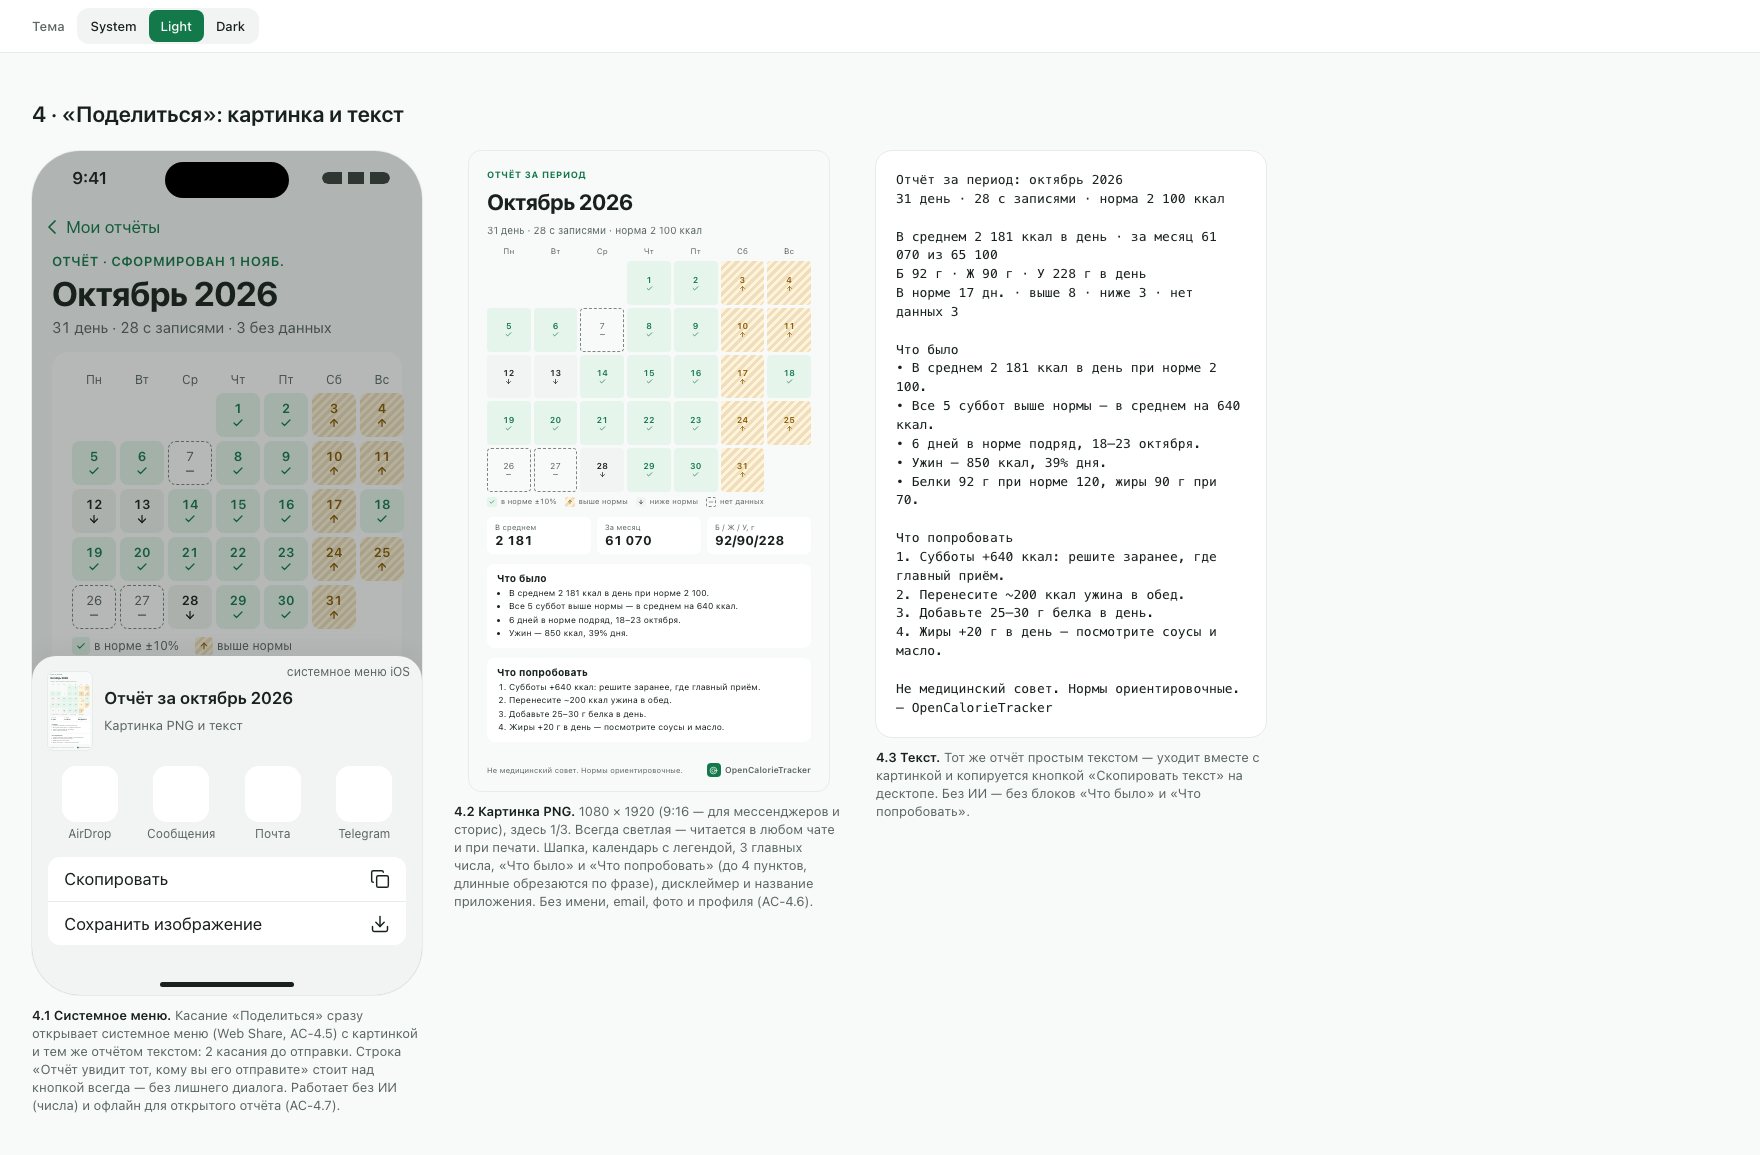 Тема System Light Dark
4 · «Поделиться»: картинка и текст
9:41
Мои отчёты
ОТЧЁТ · СФОРМИРОВАН 1 НОЯБ.
Октябрь 2026
31 день · 28 с записями · 3 без данных
Пн Вт Ср Чт Пт Сб Вс
1 2 3 4
5 6 7 8 9 10 11
12 13 14 15 16 17 18
19 20 21 22 23 24 25
26 27 28 29 30 31
в норме ±10% выше нормы
системное меню iOS
Отчёт за октябрь 2026
Картинка PNG и текст
AirDrop Сообщения Почта Telegram
Скопировать
Сохранить изображение
4.1 Системное меню. Касание «Поделиться» сразу
открывает системное меню (Web Share, AC-4.5) с картинкой
и тем же отчётом текстом: 2 касания до отправки. Строка
«Отчёт увидит тот, кому вы его отправите» стоит над
кнопкой всегда — без лишнего диалога. Работает без ИИ
(числа) и офлайн для открытого отчёта (AC-4.7).
ОТЧЁТ ЗА ПЕРИОД
Октябрь 2026
31 день · 28 с записями · норма 2 100 ккал
Пн Вт Ср Чт Пт Сб Вс
1 2 3 4
5 6 7 8 9 10 11
12 13 14 15 16 17 18
19 20 21 22 23 24 25
26 27 28 29 30 31
в норме ±10% выше нормы ниже нормы нет данных
В среднем За месяц Б / Ж / У, г
2 181 61 070 92/90/228
Что было
• В среднем 2 181 ккал в день при норме 2 100.
• Все 5 суббот выше нормы — в среднем на 640 ккал.
• 6 дней в норме подряд, 18–23 октября.
• Ужин — 850 ккал, 39% дня.
Что попробовать
1. Субботы +640 ккал: решите заранее, где главный приём.
2. Перенесите ~200 ккал ужина в обед.
3. Добавьте 25–30 г белка в день.
4. Жиры +20 г в день — посмотрите соусы и масло.
Не медицинский совет. Нормы ориентировочные. OpenCalorieTracker
4.2 Картинка PNG. 1080 × 1920 (9:16 — для мессенджеров и
сторис), здесь 1/3. Всегда светлая — читается в любом чате
и при печати. Шапка, календарь с легендой, 3 главных
числа, «Что было» и «Что попробовать» (до 4 пунктов,
длинные обрезаются по фразе), дисклеймер и название
приложения. Без имени, email, фото и профиля (AC-4.6).
Отчёт за период: октябрь 2026
31 день · 28 с записями · норма 2 100 ккал
В среднем 2 181 ккал в день · за месяц 61
070 из 65 100
Б 92 г · Ж 90 г · У 228 г в день
В норме 17 дн. · выше 8 · ниже 3 · нет
данных 3
Что было
• В среднем 2 181 ккал в день при норме 2
100.
• Все 5 суббот выше нормы — в среднем на 640
ккал.
• 6 дней в норме подряд, 18–23 октября.
• Ужин — 850 ккал, 39% дня.
• Белки 92 г при норме 120, жиры 90 г при
70.
Что попробовать
1. Субботы +640 ккал: решите заранее, где
главный приём.
2. Перенесите ~200 ккал ужина в обед.
3. Добавьте 25–30 г белка в день.
4. Жиры +20 г в день — посмотрите соусы и
масло.
Не медицинский совет. Нормы ориентировочные.
— OpenCalorieTracker
4.3 Текст. Тот же отчёт простым текстом — уходит вместе с
картинкой и копируется кнопкой «Скопировать текст» на
десктопе. Без ИИ — без блоков «Что было» и «Что
попробовать».